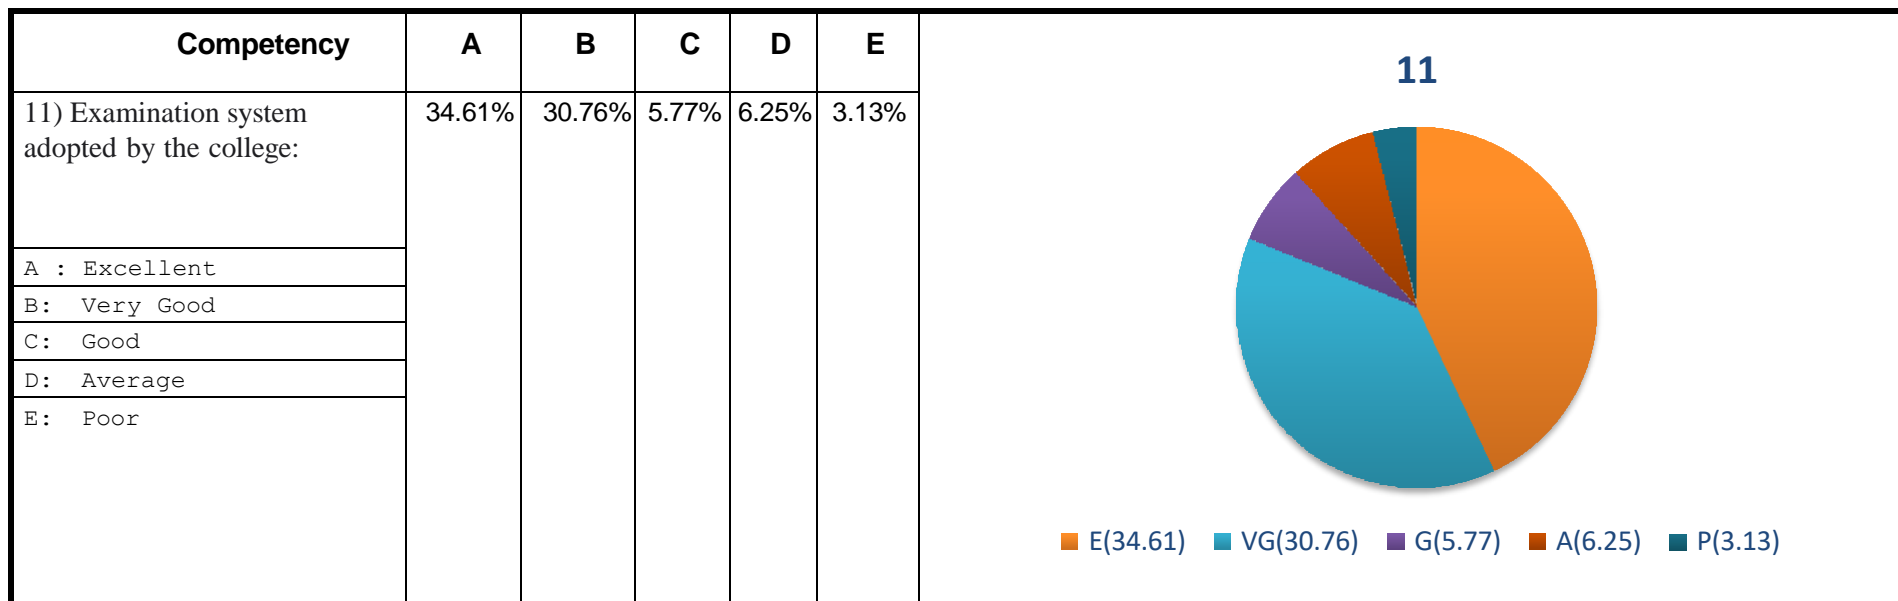 Competency A B C D E
11) Examination system 34.61% 30.76% 5.77% 6.25% 3.13%
adopted by the college:
A : Excellent
B: Very Good
C: Good
D: Average
E: Poor
11
E(34.61) VG(30.76) G(5.77) A(6.25) P(3.13)